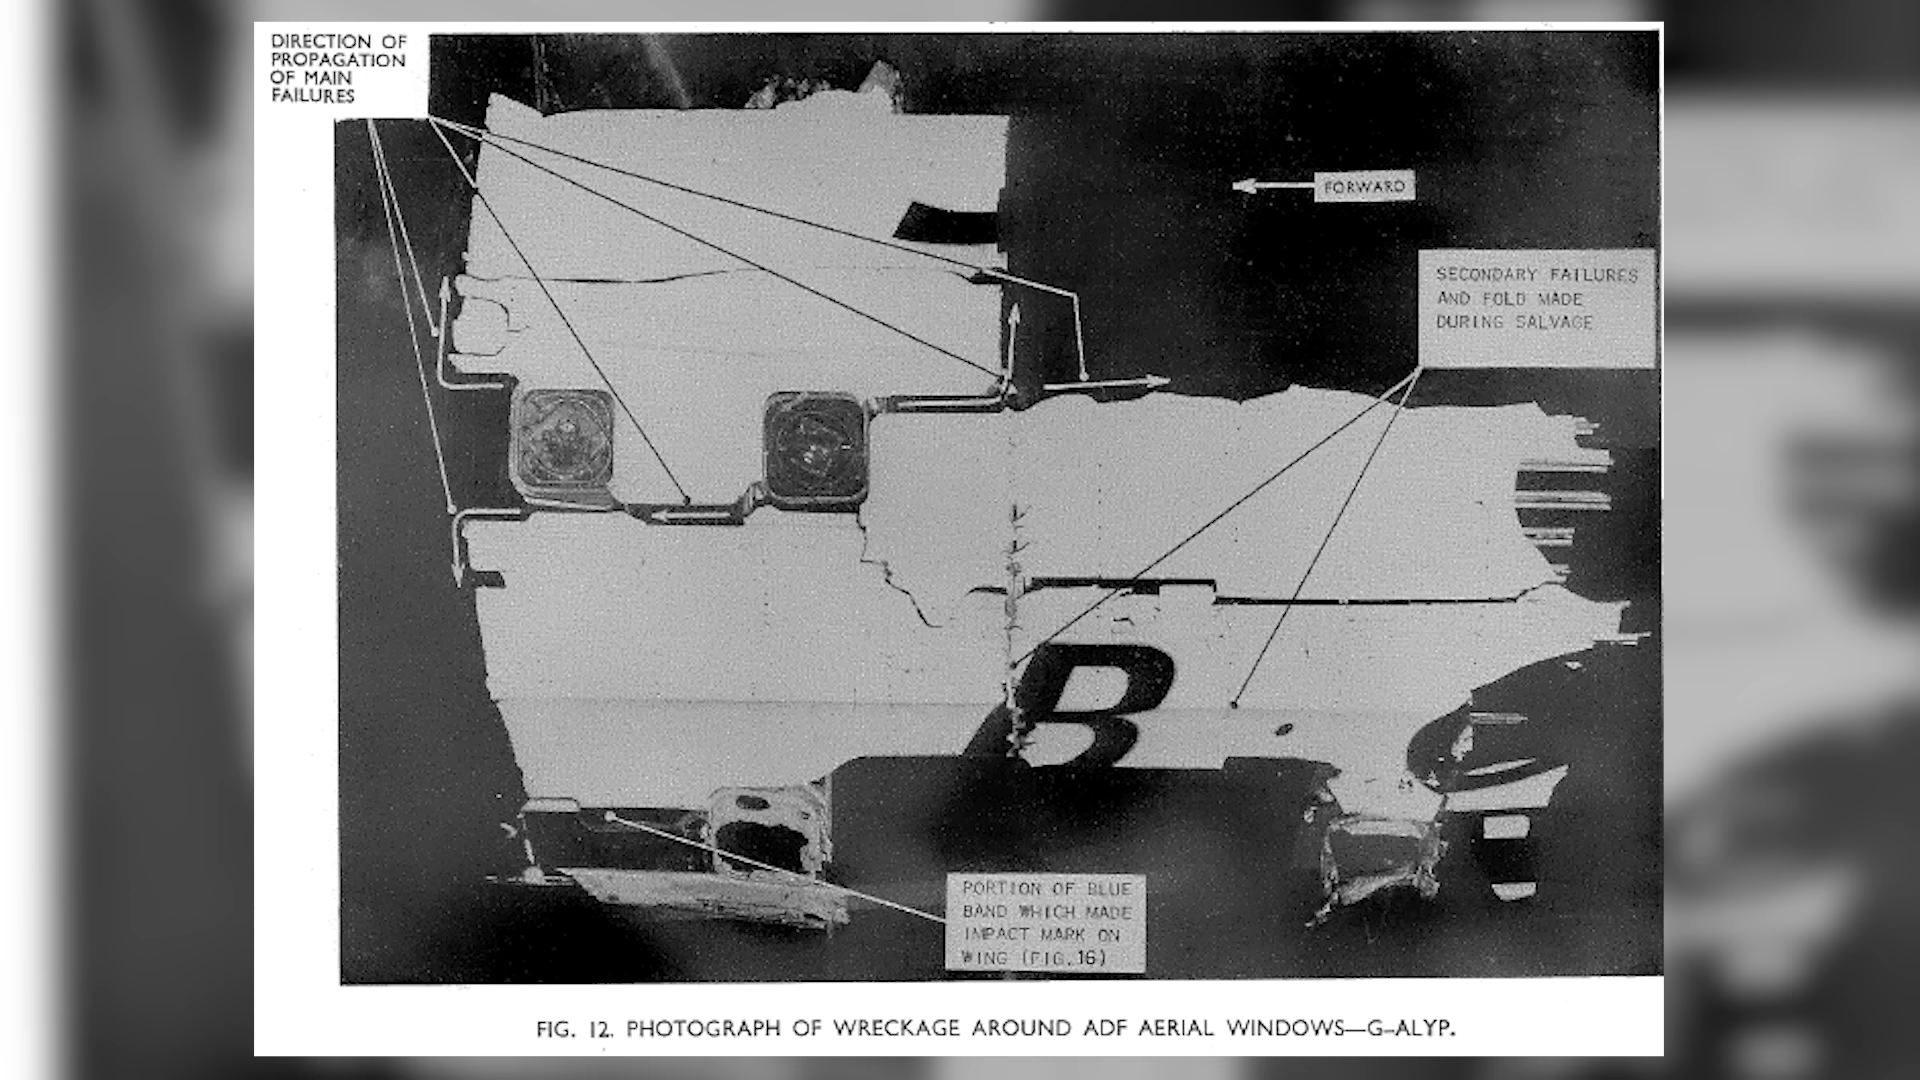 DIRECTION OF
PROPAGATION
OF MAIN
FAILURES
FORWARD
SECONDARY FAILURES
AND FOLD MADE
DURING SALVAGE
B
PORTION OF BLUE
BAND WHICH MADE
IMPACT MARK ON
WING (FIG.16)
FIG. 12. PHOTOGRAPH OF WRECKAGE AROUND ADF AERIAL WINDOWS—G–ALYP.